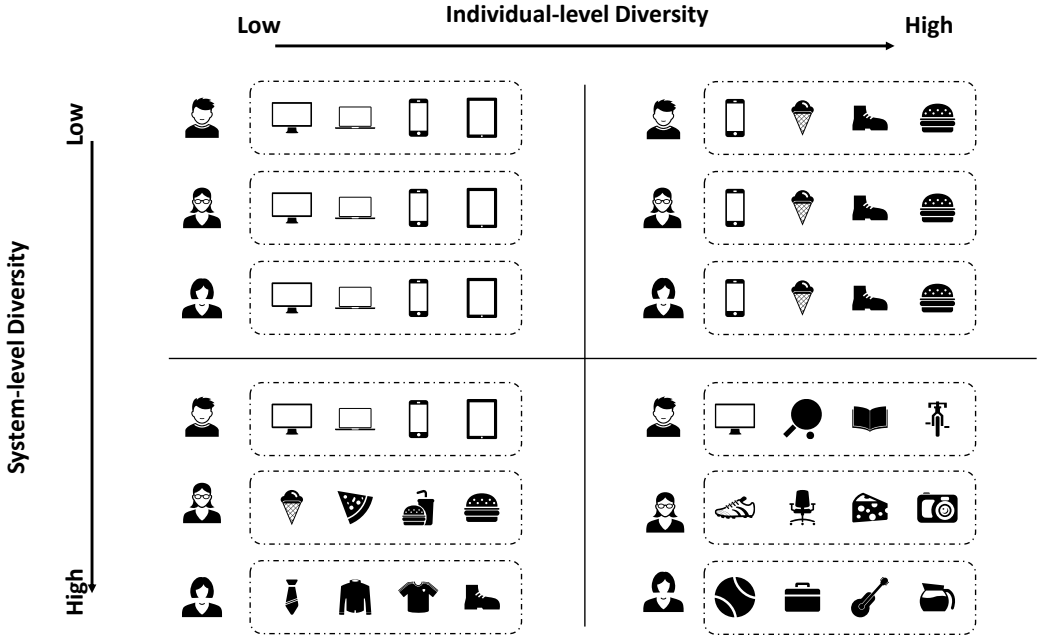 Individual-level Diversity
Low
High
Low
System-level Diversity
High